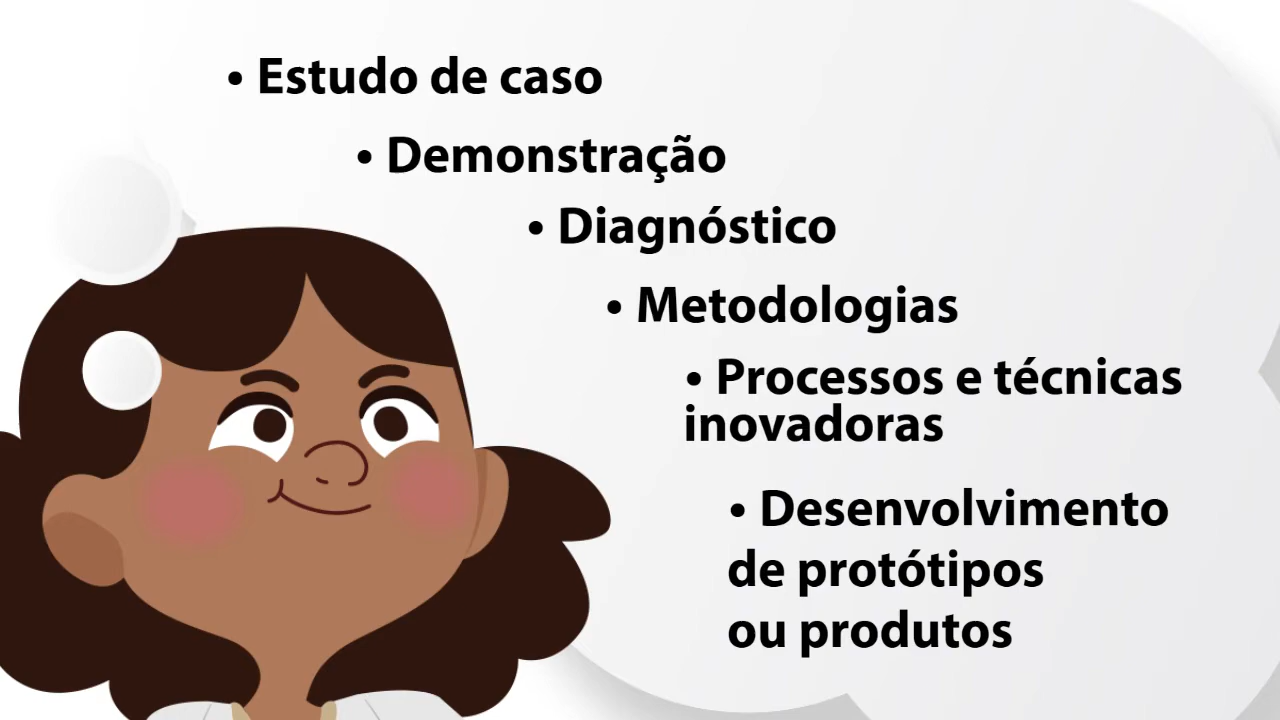 • Estudo de caso
• Demonstração
• Diagnóstico
• Metodologias
• Processos e técnicas
inovadoras
• Desenvolvimento
de protótipos
ou produtos